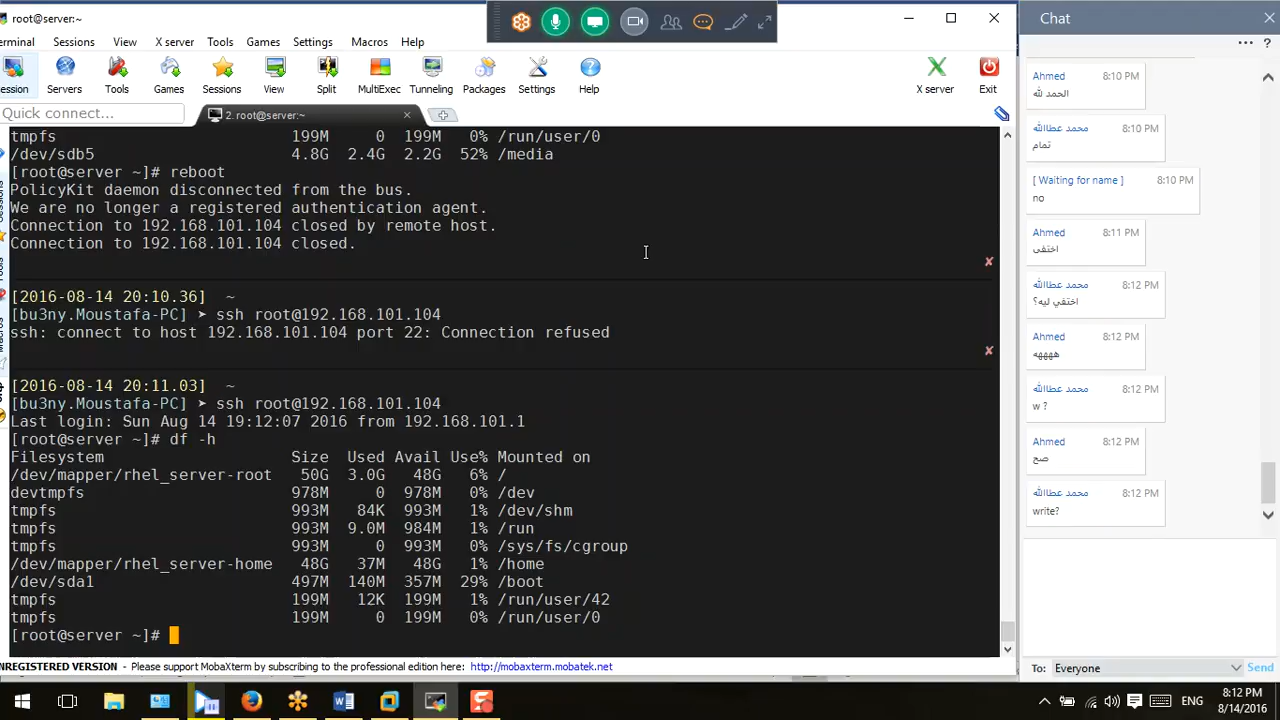 root@server:~
erminal Sessions View X server Tools Games Settings Macros Help
ession Servers Tools Games Sessions View Split MultiExec Tunneling Packages Settings Help X server Exit
Quick connect...
2. root@server:~
tmpfs 199M 0 199M 0% /run/user/0
/dev/sdb5 4.8G 2.4G 2.2G 52% /media
[root@server ~]# reboot
PolicyKit daemon disconnected from the bus.
We are no longer a registered authentication agent.
Connection to 192.168.101.104 closed by remote host.
Connection to 192.168.101.104 closed.
[2016-08-14 20:10.36] ~
[bu3ny.Moustafa-PC] ➤ ssh root@192.168.101.104
ssh: connect to host 192.168.101.104 port 22: Connection refused
[2016-08-14 20:11.03] ~
[bu3ny.Moustafa-PC] ➤ ssh root@192.168.101.104
Last login: Sun Aug 14 19:12:07 2016 from 192.168.101.1
[root@server ~]# df -h
Filesystem Size Used Avail Use% Mounted on
/dev/mapper/rhel_server-root 50G 3.0G 48G 6% /
devtmpfs 978M 0 978M 0% /dev
tmpfs 993M 84K 993M 1% /dev/shm
tmpfs 993M 9.0M 984M 1% /run
tmpfs 993M 0 993M 0% /sys/fs/cgroup
/dev/mapper/rhel_server-home 48G 37M 48G 1% /home
/dev/sda1 497M 140M 357M 29% /boot
tmpfs 199M 12K 199M 1% /run/user/42
tmpfs 199M 0 199M 0% /run/user/0
[root@server ~]#
NREGISTERED VERSION - Please support MobaXterm by subscribing to the professional edition here: http://mobaxterm.mobatek.net
Chat
?
Ahmed 8:10 PM
الحمد لله
محمد عطاالله 8:10 PM
تمام
[ Waiting for name ] 8:10 PM
no
Ahmed 8:11 PM
اختفى
محمد عطاالله 8:12 PM
اختفي ليه؟
Ahmed 8:12 PM
هههههه
محمد عطاالله 8:12 PM
w ?
Ahmed 8:12 PM
صح
محمد عطاالله 8:12 PM
write?
To: Everyone Send
ENG
8:12 PM
8/14/2016